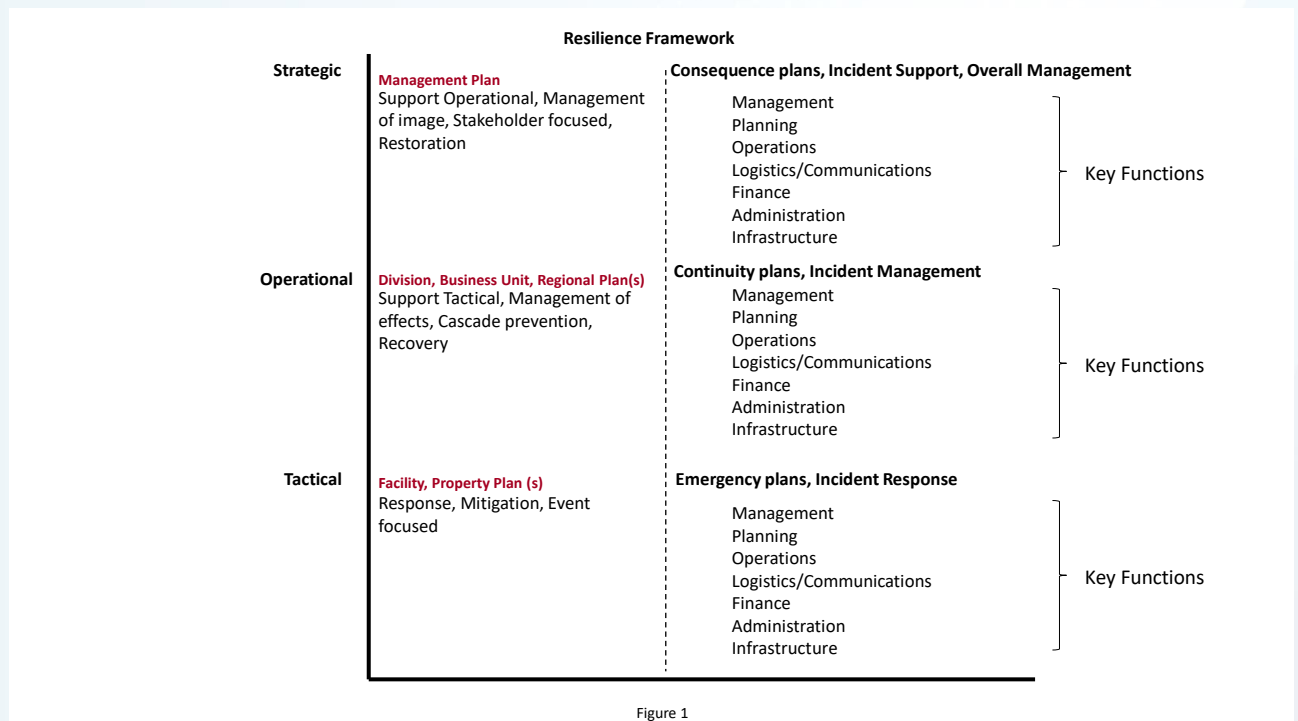 Resilience Framework
Strategic
Management Plan
Support Operational, Management
of image, Stakeholder focused,
Restoration
Consequence plans, Incident Support, Overall Management
Management
Planning
Operations
Logistics/Communications
Finance
Administration
Infrastructure
Key Functions
Operational
Division, Business Unit, Regional Plan(s)
Support Tactical, Management of
effects, Cascade prevention,
Recovery
Continuity plans, Incident Management
Management
Planning
Operations
Logistics/Communications
Finance
Administration
Infrastructure
Key Functions
Tactical
Facility, Property Plan (s)
Response, Mitigation, Event
focused
Emergency plans, Incident Response
Management
Planning
Operations
Logistics/Communications
Finance
Administration
Infrastructure
Key Functions
Figure 1